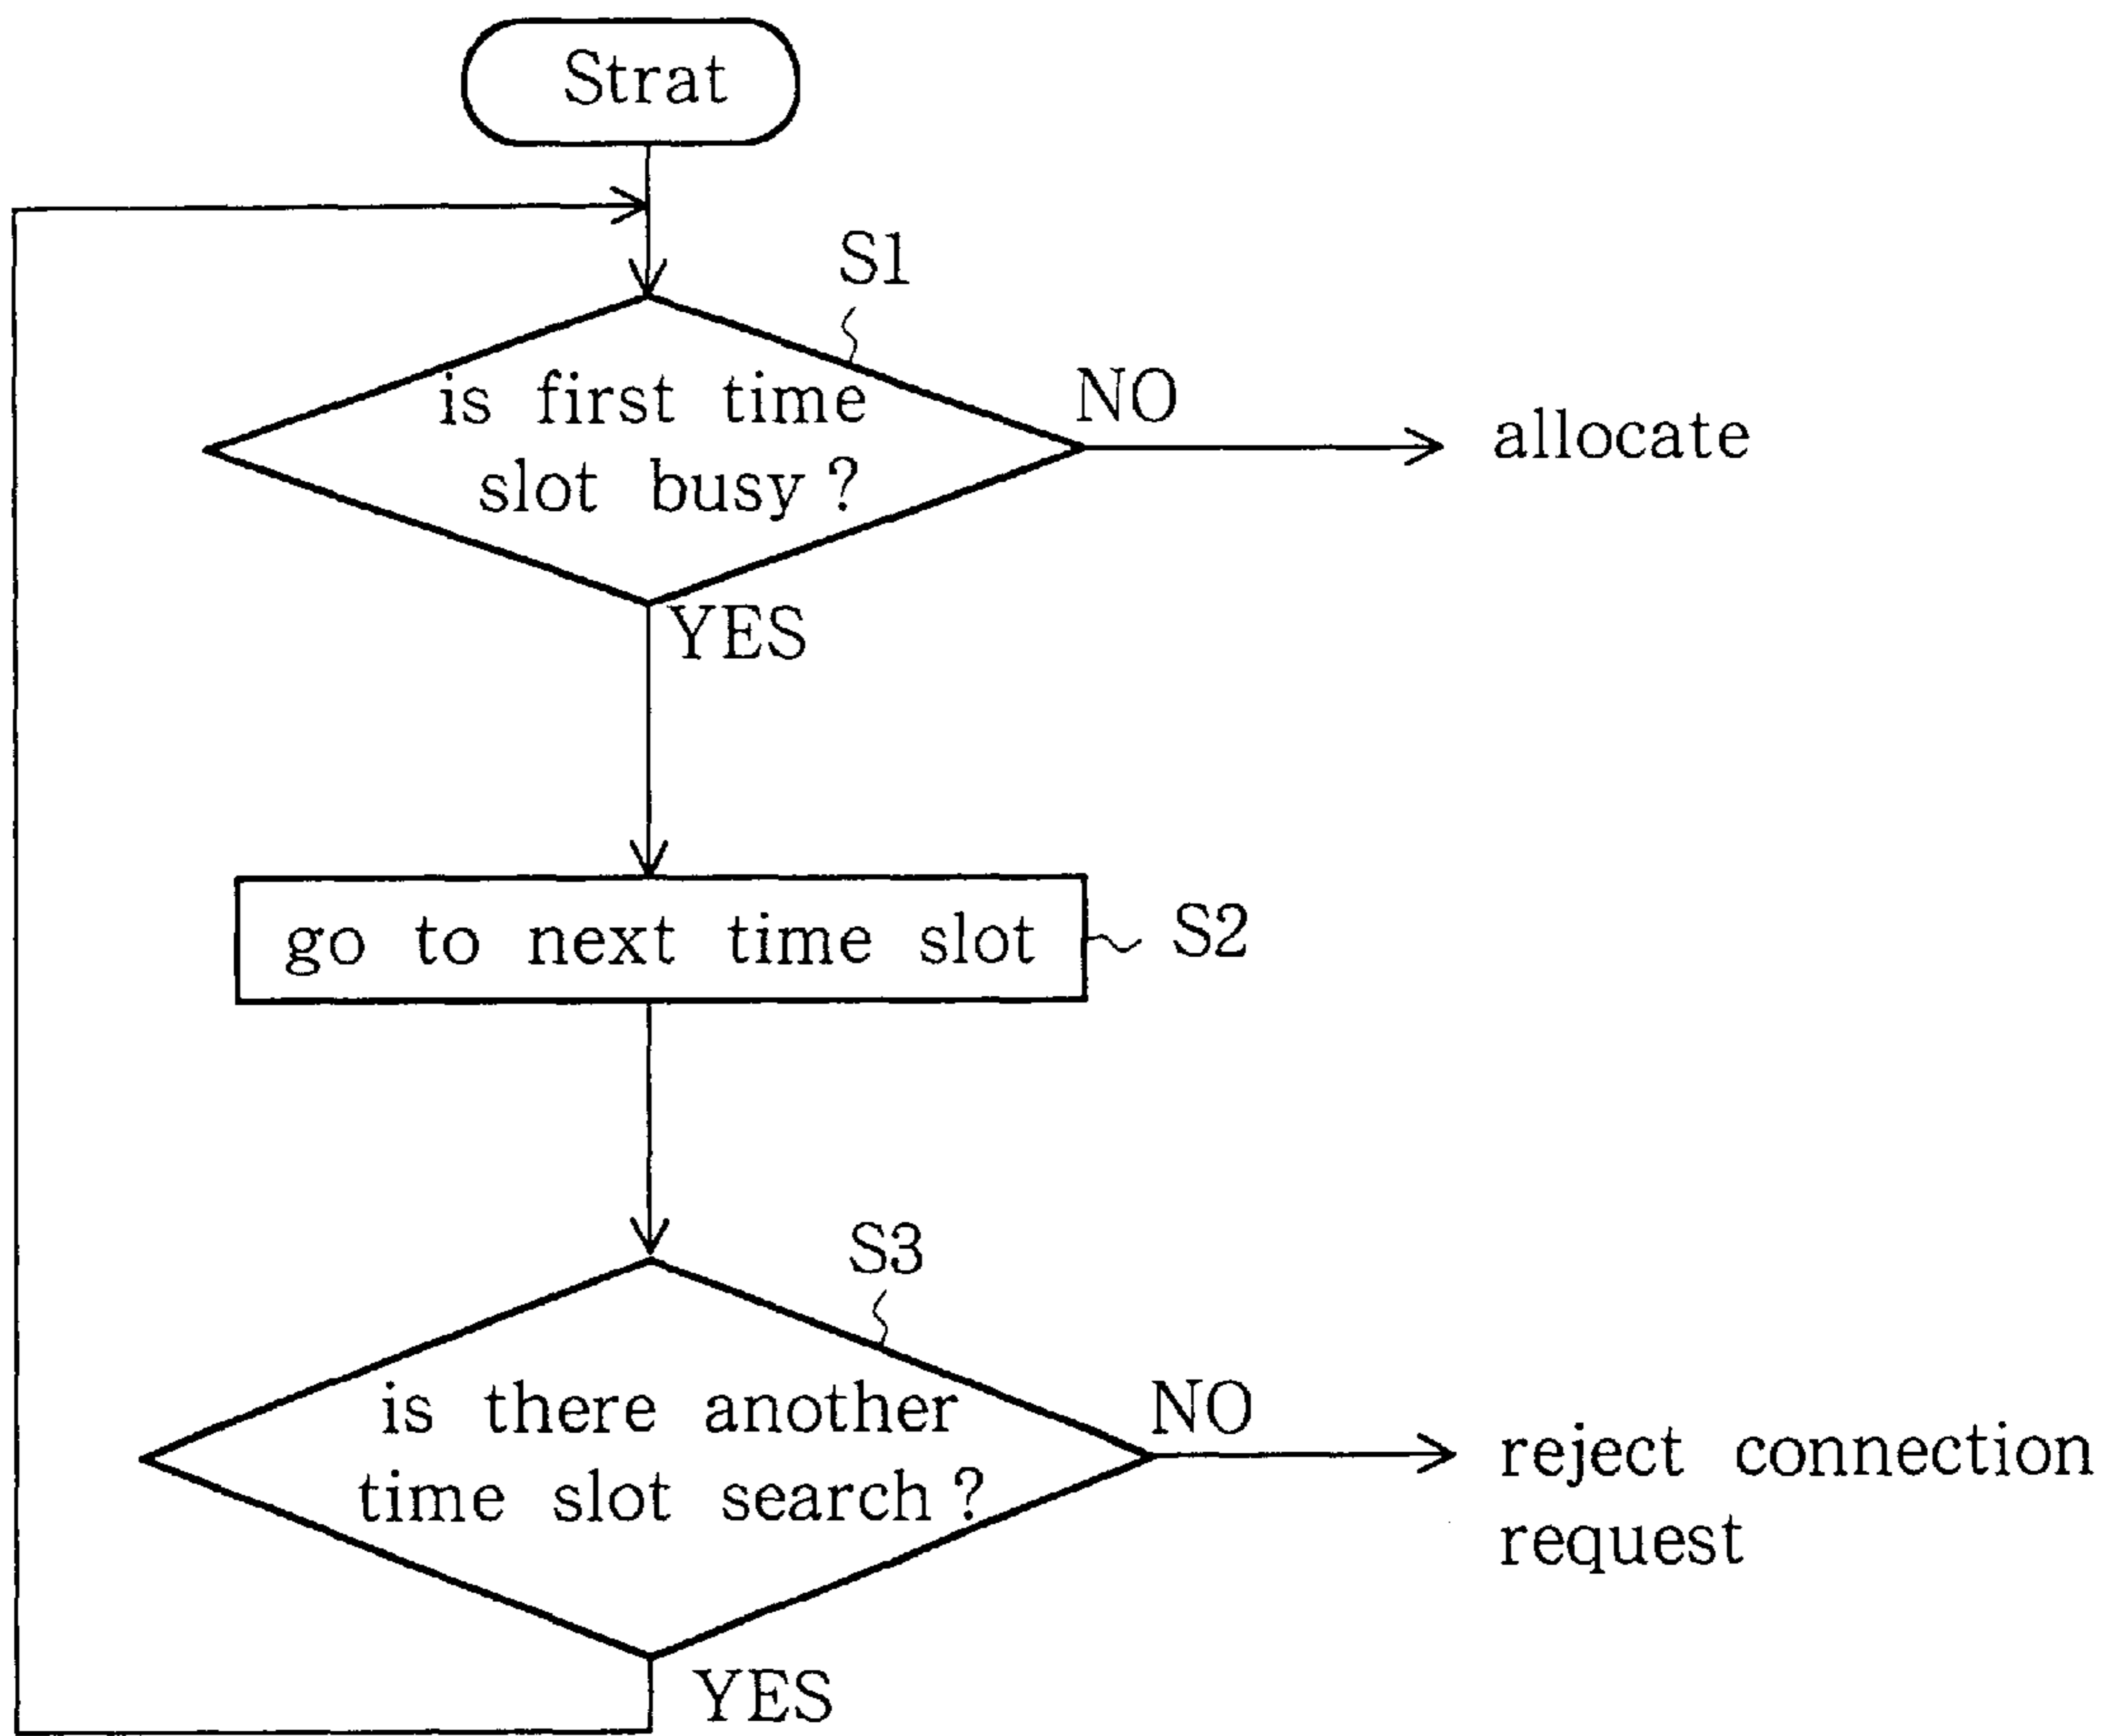 Strat
S1
is first time
slot busy?
NO
allocate
YES
go to next time slot
S2
S3
is there another
time slot search?
NO
reject connection
request
YES